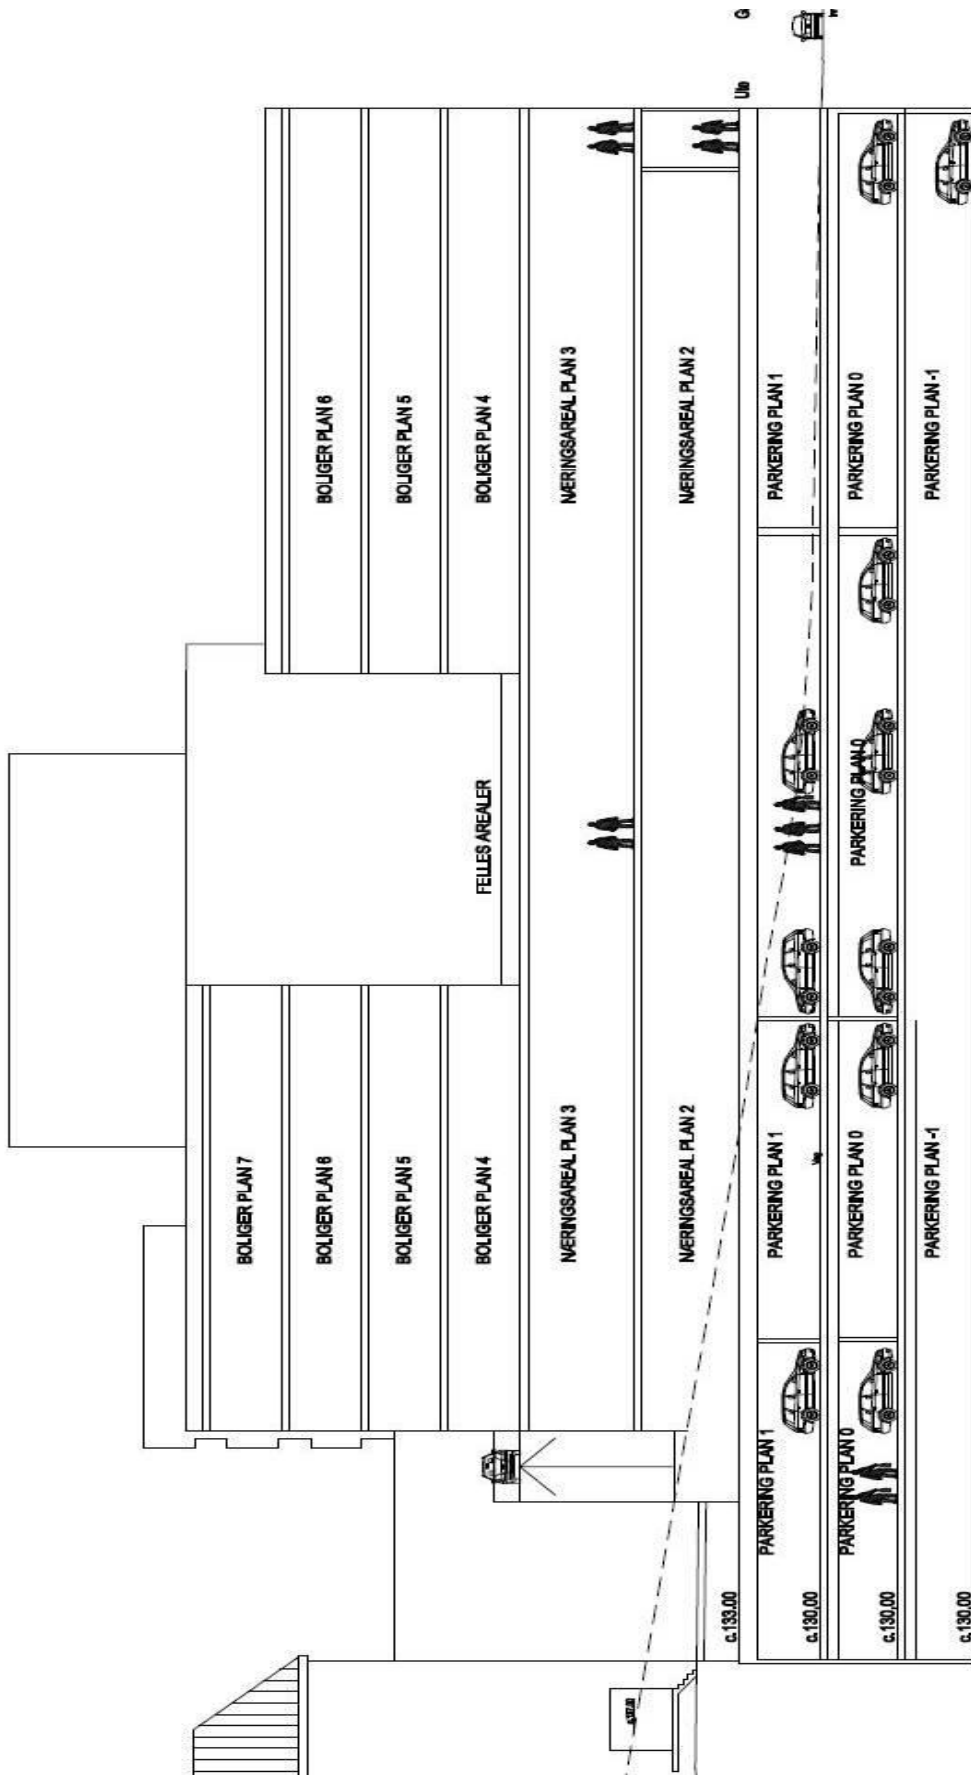 BOLIGER PLAN 7
BOLIGER PLAN 6
BOLIGER PLAN 6
BOLIGER PLAN 5
BOLIGER PLAN 5
BOLIGER PLAN 4
FELLES AREALER
BOLIGER PLAN 4
NÆRINGSAREAL PLAN 3
NÆRINGSAREAL PLAN 3
NÆRINGSAREAL PLAN 2
NÆRINGSAREAL PLAN 2
c.133.00
Ute
PARKERING PLAN 1
PARKERING PLAN 1
PARKERING PLAN 1
c.130,00
Veg
PARKERING PLAN 0
PARKERING PLAN 0
PARKERING PLAN 0
PARKERING PLAN 0
c.130,00
PARKERING PLAN -1
PARKERING PLAN -1
c.130,00